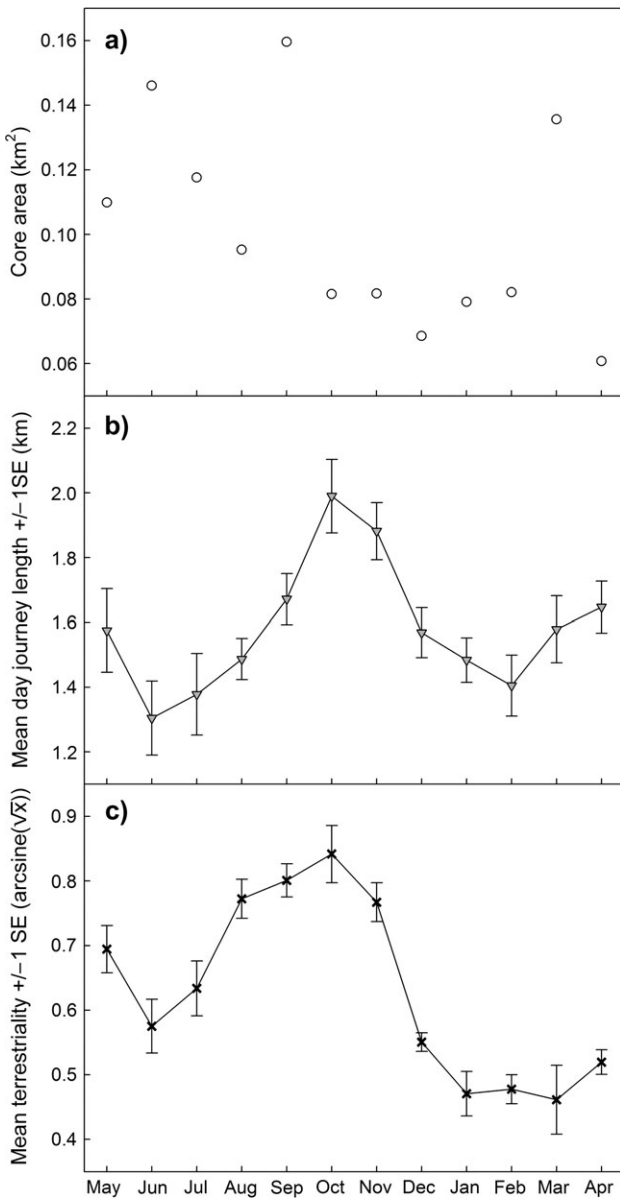 a)
Core area (km²)
0.16
0.14
0.12
0.10
0.08
0.06
b)
Mean day journey length +/−1SE (km)
2.2
2.0
1.8
1.6
1.4
1.2
c)
Mean terrestriality +/−1 SE (arcsine(√x))
0.9
0.8
0.7
0.6
0.5
0.4
May Jun Jul Aug Sep Oct Nov Dec Jan Feb Mar Apr